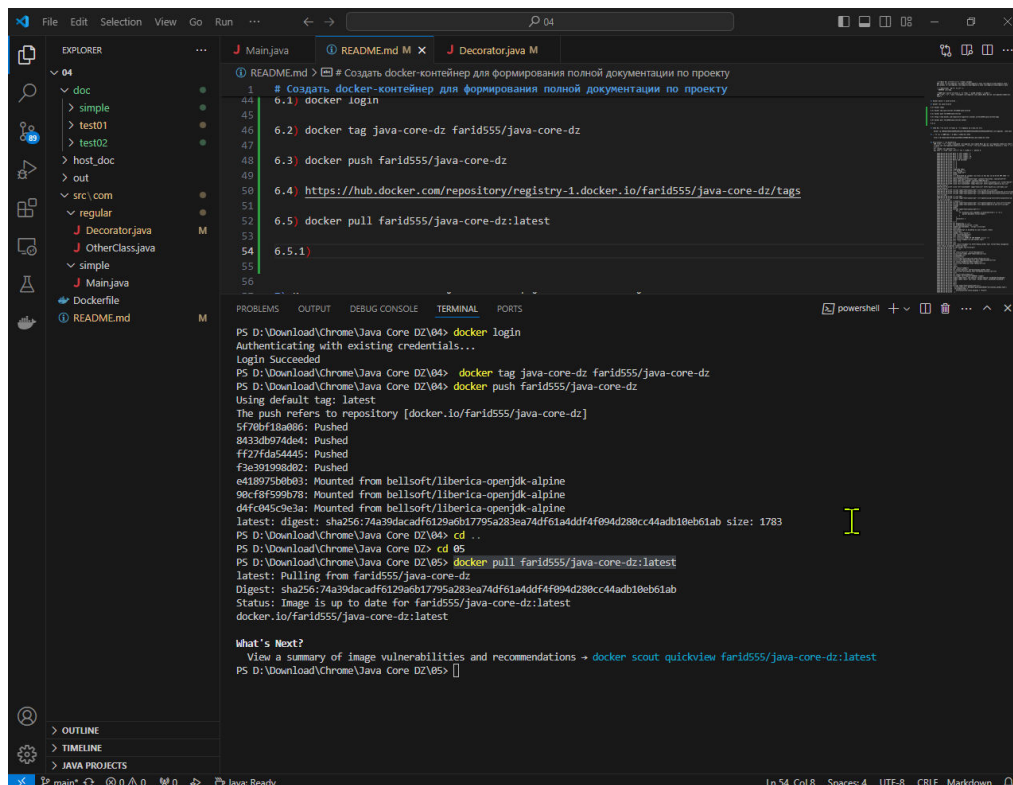 File Edit Selection View Go Run ··· 04
EXPLORER ···
04
doc
simple
test01
test02
host_doc
out
src\com
regular
J Decorator.java M
J OtherClass.java
simple
J Main.java
Dockerfile
README.md M
OUTLINE
TIMELINE
JAVA PROJECTS
89
J Main.java README.md M × J Decorator.java M ···
README.md > # Создать docker-контейнер для формирования полной документации по проекту
1 # Создать docker-контейнер для формирования полной документации по проекту
44 6.1) docker login
45
46 6.2) docker tag java-core-dz farid555/java-core-dz
47
48 6.3) docker push farid555/java-core-dz
49
50 6.4) https://hub.docker.com/repository/registry-1.docker.io/farid555/java-core-dz/tags
51
52 6.5) docker pull farid555/java-core-dz:latest
53
54 6.5.1)
55
56
PROBLEMS OUTPUT DEBUG CONSOLE TERMINAL PORTS powershell
PS D:\Download\Chrome\Java Core DZ\04> docker login
Authenticating with existing credentials...
Login Succeeded
PS D:\Download\Chrome\Java Core DZ\04>  docker tag java-core-dz farid555/java-core-dz
PS D:\Download\Chrome\Java Core DZ\04> docker push farid555/java-core-dz
Using default tag: latest
The push refers to repository [docker.io/farid555/java-core-dz]
5f70bf18a086: Pushed
8433db974de4: Pushed
ff27fda54445: Pushed
f3e391998d02: Pushed
e418975b0b03: Mounted from bellsoft/liberica-openjdk-alpine
90cf8f599b78: Mounted from bellsoft/liberica-openjdk-alpine
d4fc045c9e3a: Mounted from bellsoft/liberica-openjdk-alpine
latest: digest: sha256:74a39dacadf6129a6b17795a283ea74df61a4ddf4f094d280cc44adb10eb61ab size: 1783
PS D:\Download\Chrome\Java Core DZ\04> cd ..
PS D:\Download\Chrome\Java Core DZ> cd 05
PS D:\Download\Chrome\Java Core DZ\05> docker pull farid555/java-core-dz:latest
latest: Pulling from farid555/java-core-dz
Digest: sha256:74a39dacadf6129a6b17795a283ea74df61a4ddf4f094d280cc44adb10eb61ab
Status: Image is up to date for farid555/java-core-dz:latest
docker.io/farid555/java-core-dz:latest
What's Next?
View a summary of image vulnerabilities and recommendations → docker scout quickview farid555/java-core-dz:latest
PS D:\Download\Chrome\Java Core DZ\05>
main* 0 0 0 Java: Ready Ln 54, Col 8 Spaces: 4 UTF-8 CRLF Markdown